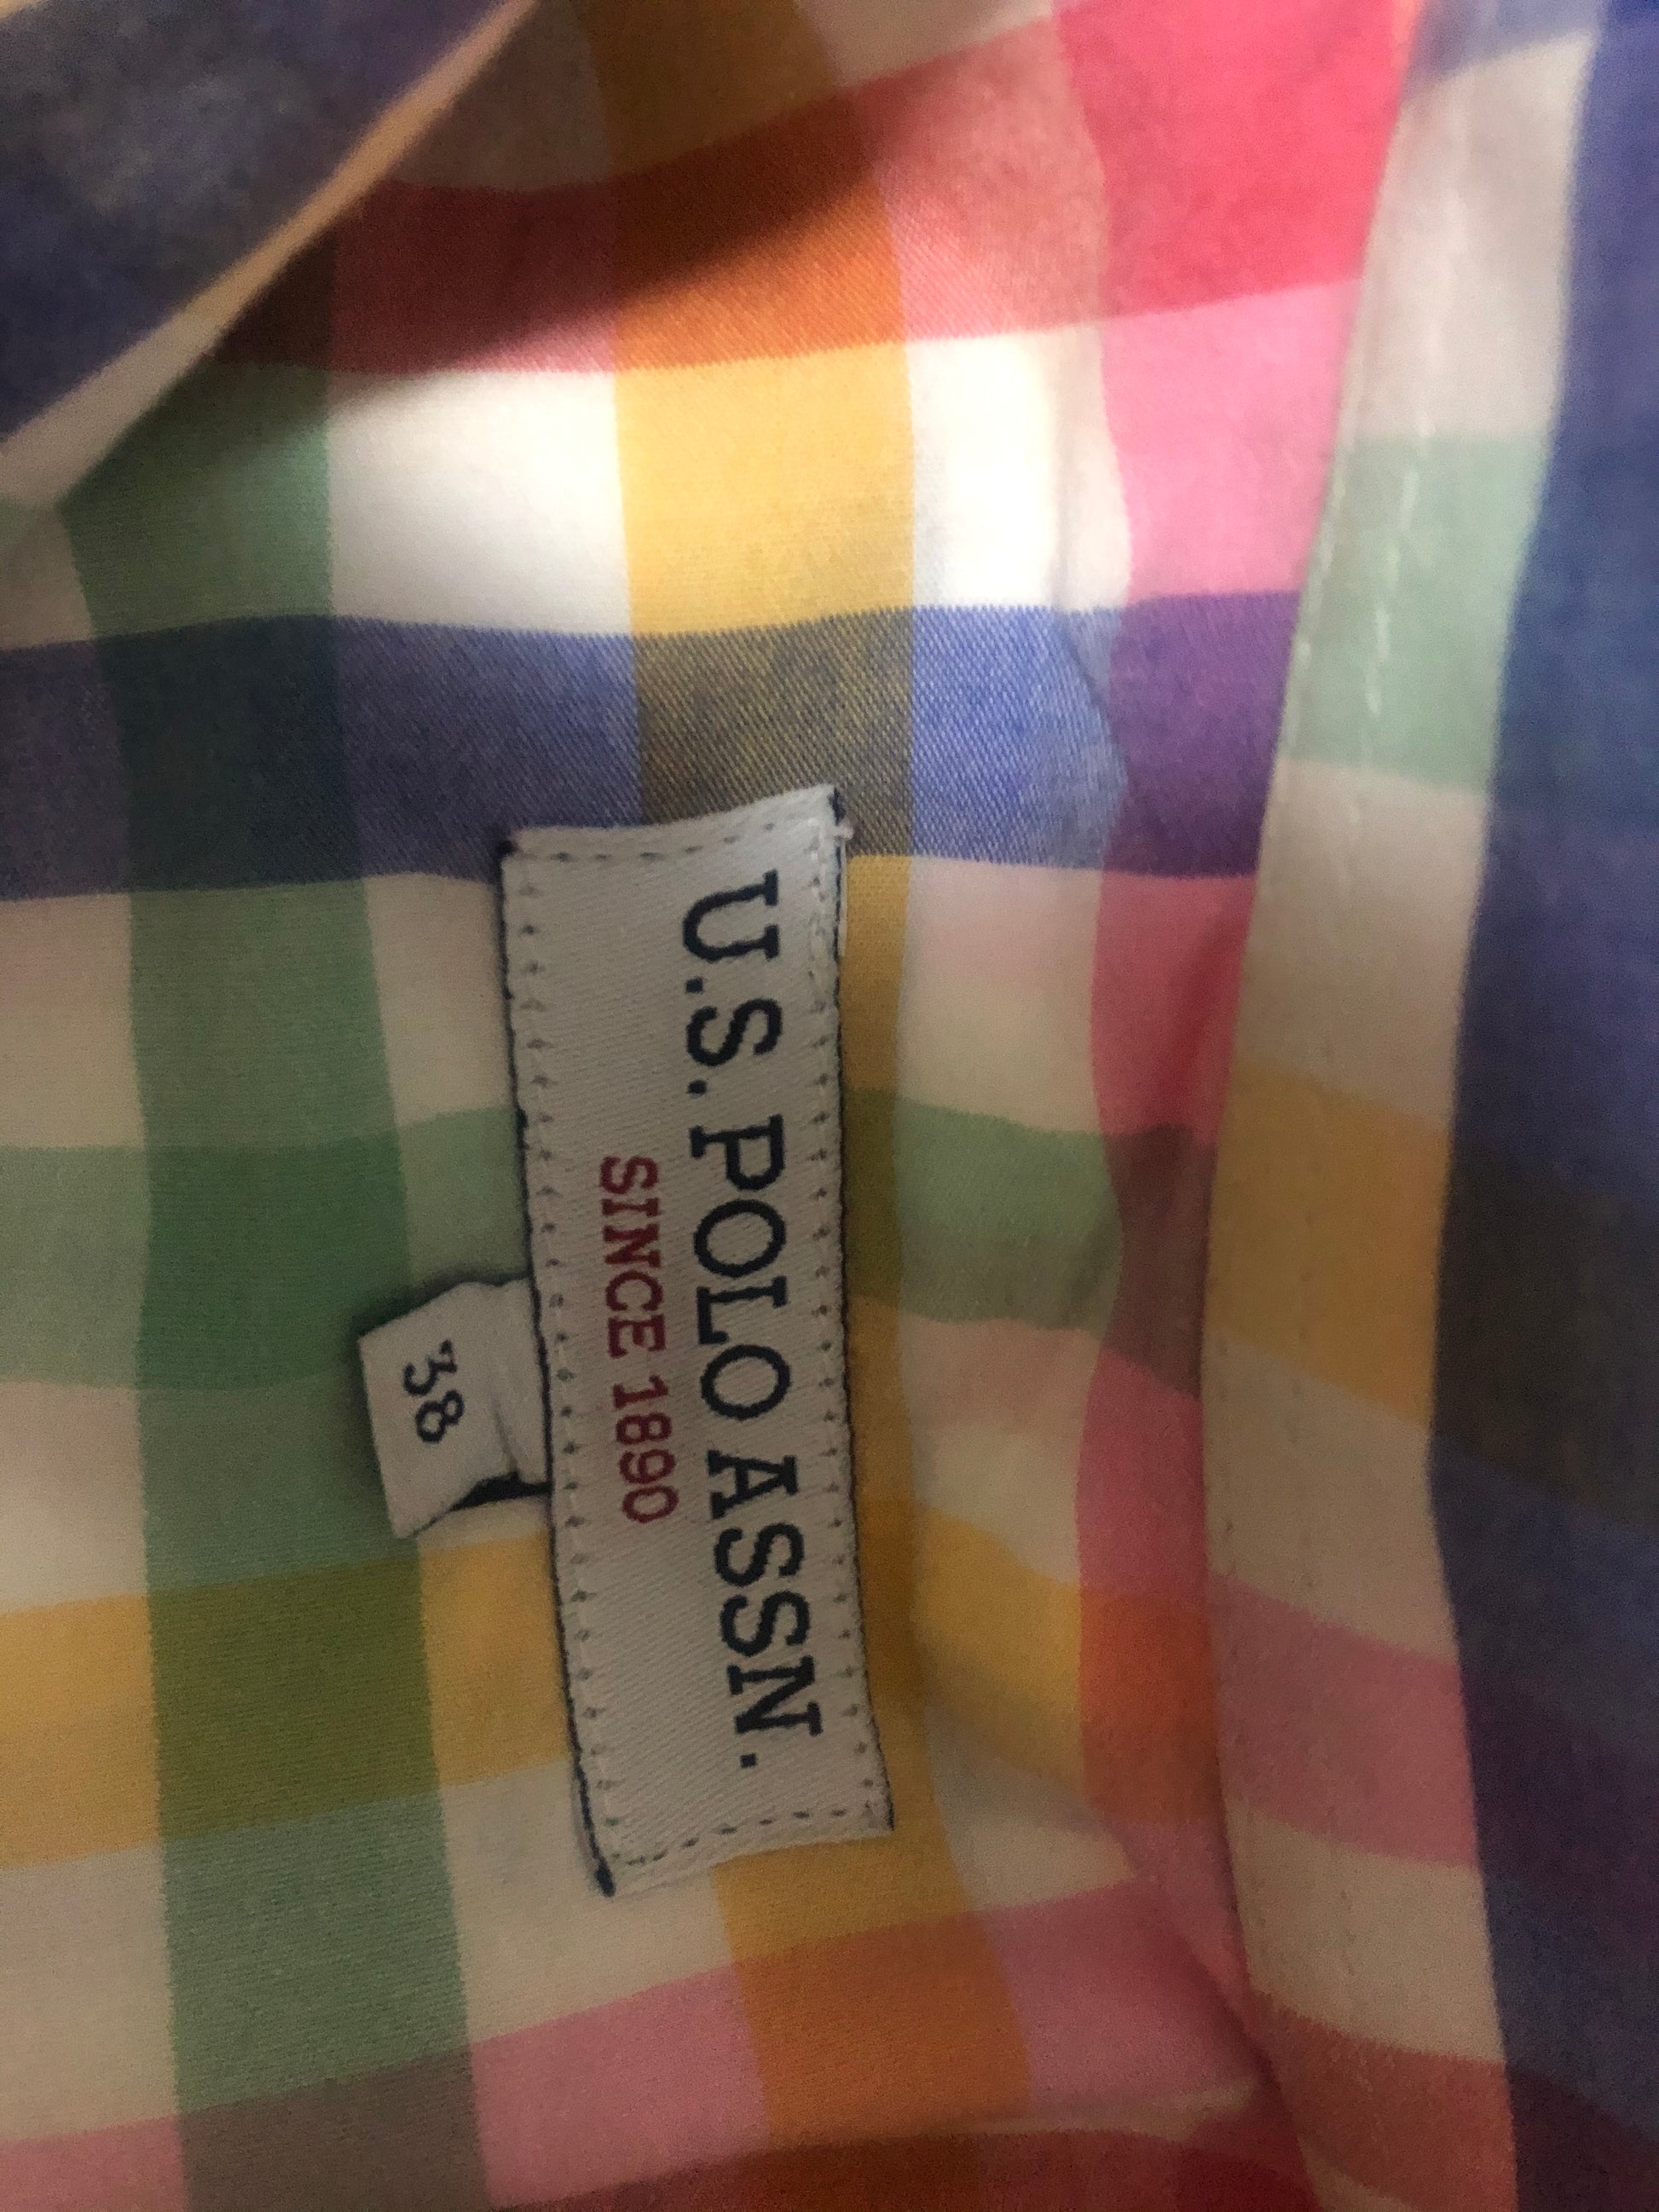 U.S. POLO ASSN.
SINCE 1890
38